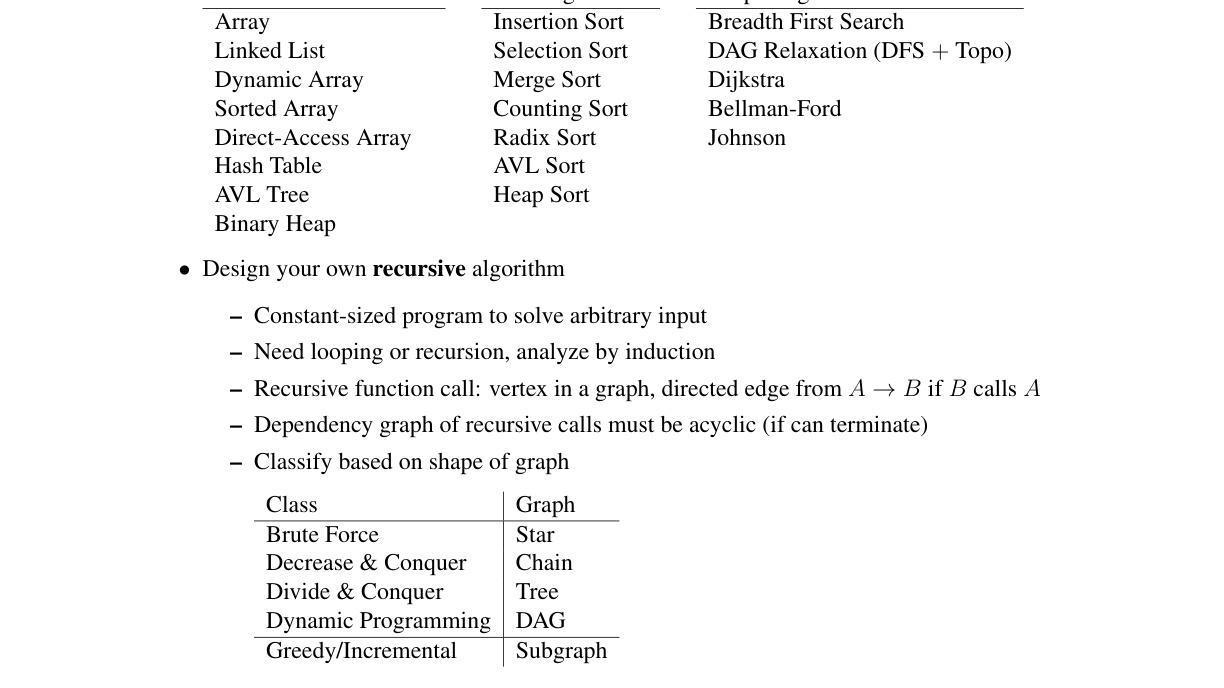 Array Insertion Sort Breadth First Search
Linked List Selection Sort DAG Relaxation (DFS + Topo)
Dynamic Array Merge Sort Dijkstra
Sorted Array Counting Sort Bellman-Ford
Direct-Access Array Radix Sort Johnson
Hash Table AVL Sort
AVL Tree Heap Sort
Binary Heap
• Design your own recursive algorithm
– Constant-sized program to solve arbitrary input
– Need looping or recursion, analyze by induction
– Recursive function call: vertex in a graph, directed edge from A → B if B calls A
– Dependency graph of recursive calls must be acyclic (if can terminate)
– Classify based on shape of graph
Class Graph
Brute Force Star
Decrease & Conquer Chain
Divide & Conquer Tree
Dynamic Programming DAG
Greedy/Incremental Subgraph